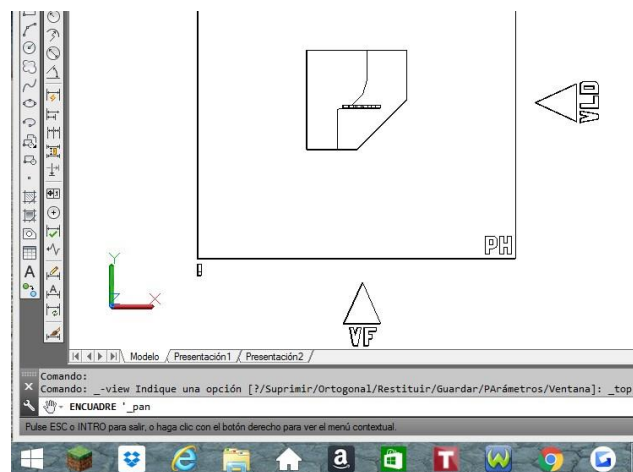 VLD
PH
VF
Y
Z
X
A
A
Modelo / Presentación1 / Presentación2 /
Comando:
Comando: _-view Indique una opción [?/Suprimir/Ortogonal/Restituir/Guardar/PArámetros/Ventana]: _top
ENCUADRE '_pan
Pulse ESC o INTRO para salir, o haga clic con el botón derecho para ver el menú contextual.
a
T
W